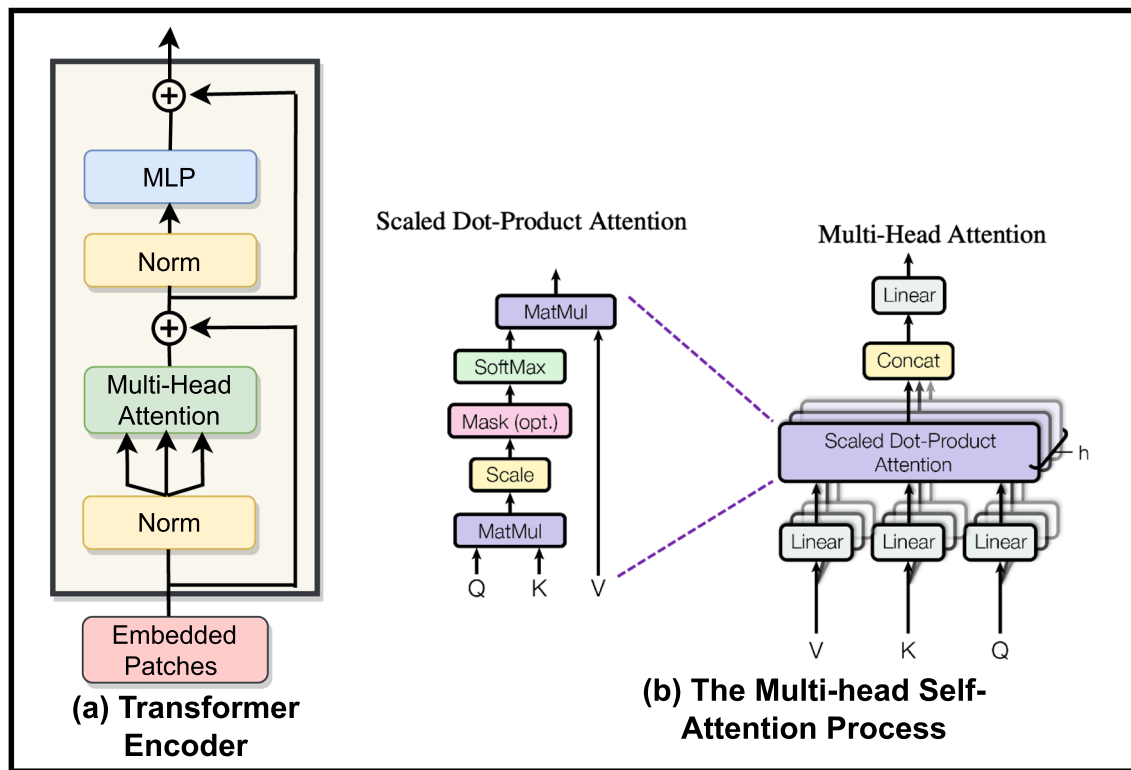 MLP
Norm
Multi-Head
Attention
Norm
Embedded
Patches
(a) Transformer
Encoder
Scaled Dot-Product Attention
MatMul
SoftMax
Mask (opt.)
Scale
MatMul
Q K V
Multi-Head Attention
Linear
Concat
Scaled Dot-Product
Attention
h
Linear Linear Linear
V K Q
(b) The Multi-head Self-
Attention Process